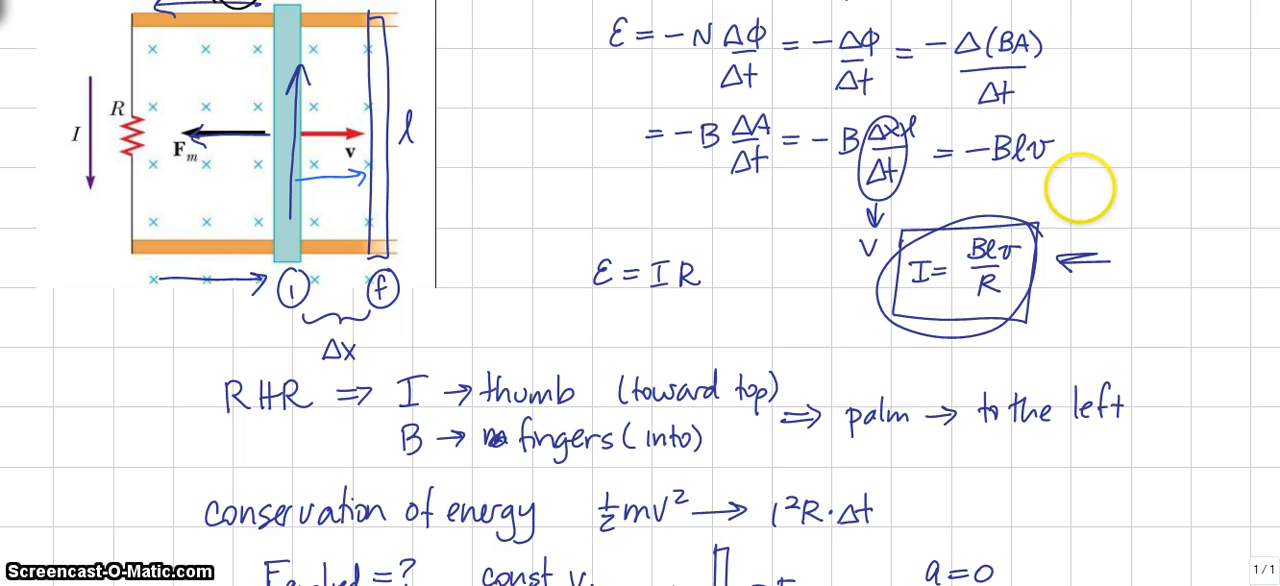 ℰ = -N ΔΦ/Δt = -ΔΦ/Δt = -Δ(BA)/Δt
= -B ΔA/Δt = -B Δxl/Δt = -Blv
v
R
I
F_m
v
l
ℰ = IR
I = Blv/R
i
f
Δx
RHR ⇒ I → thumb (toward top)
B → fingers (into)
⇒ palm → to the left
conservation of energy ½mv² → I²R·Δt
= ?
const v
a = 0
Screencast-O-Matic.com
1 / 1